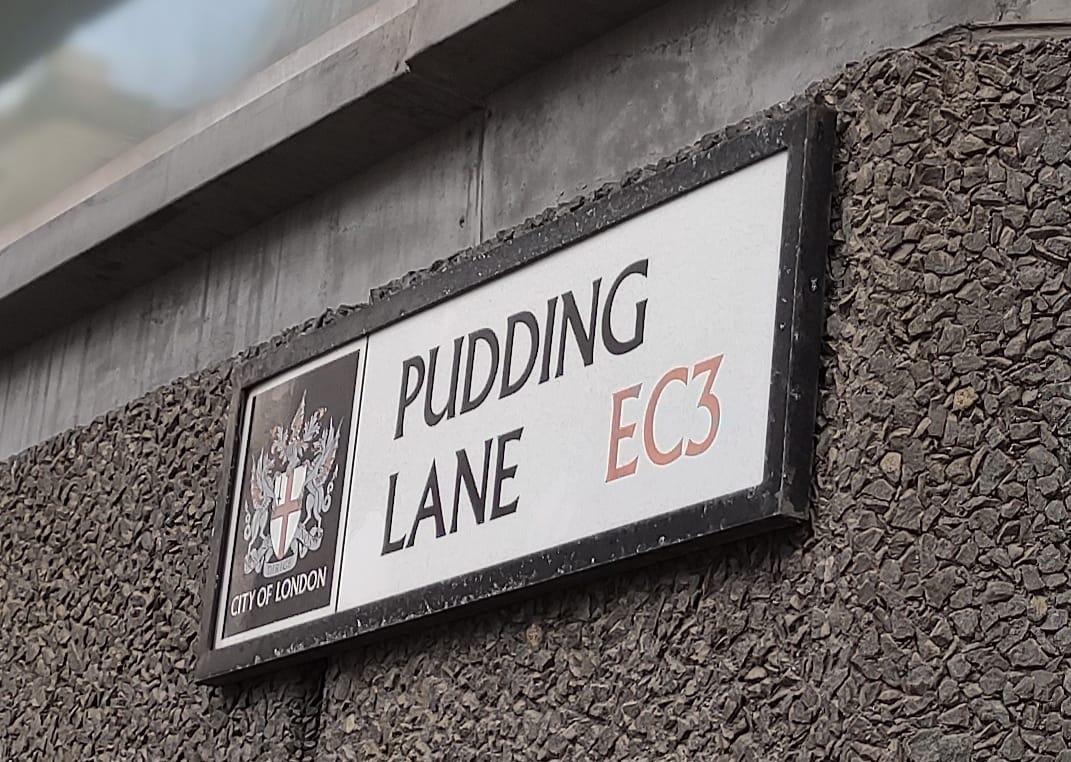 PUDDING
LANE EC3
CITY OF LONDON